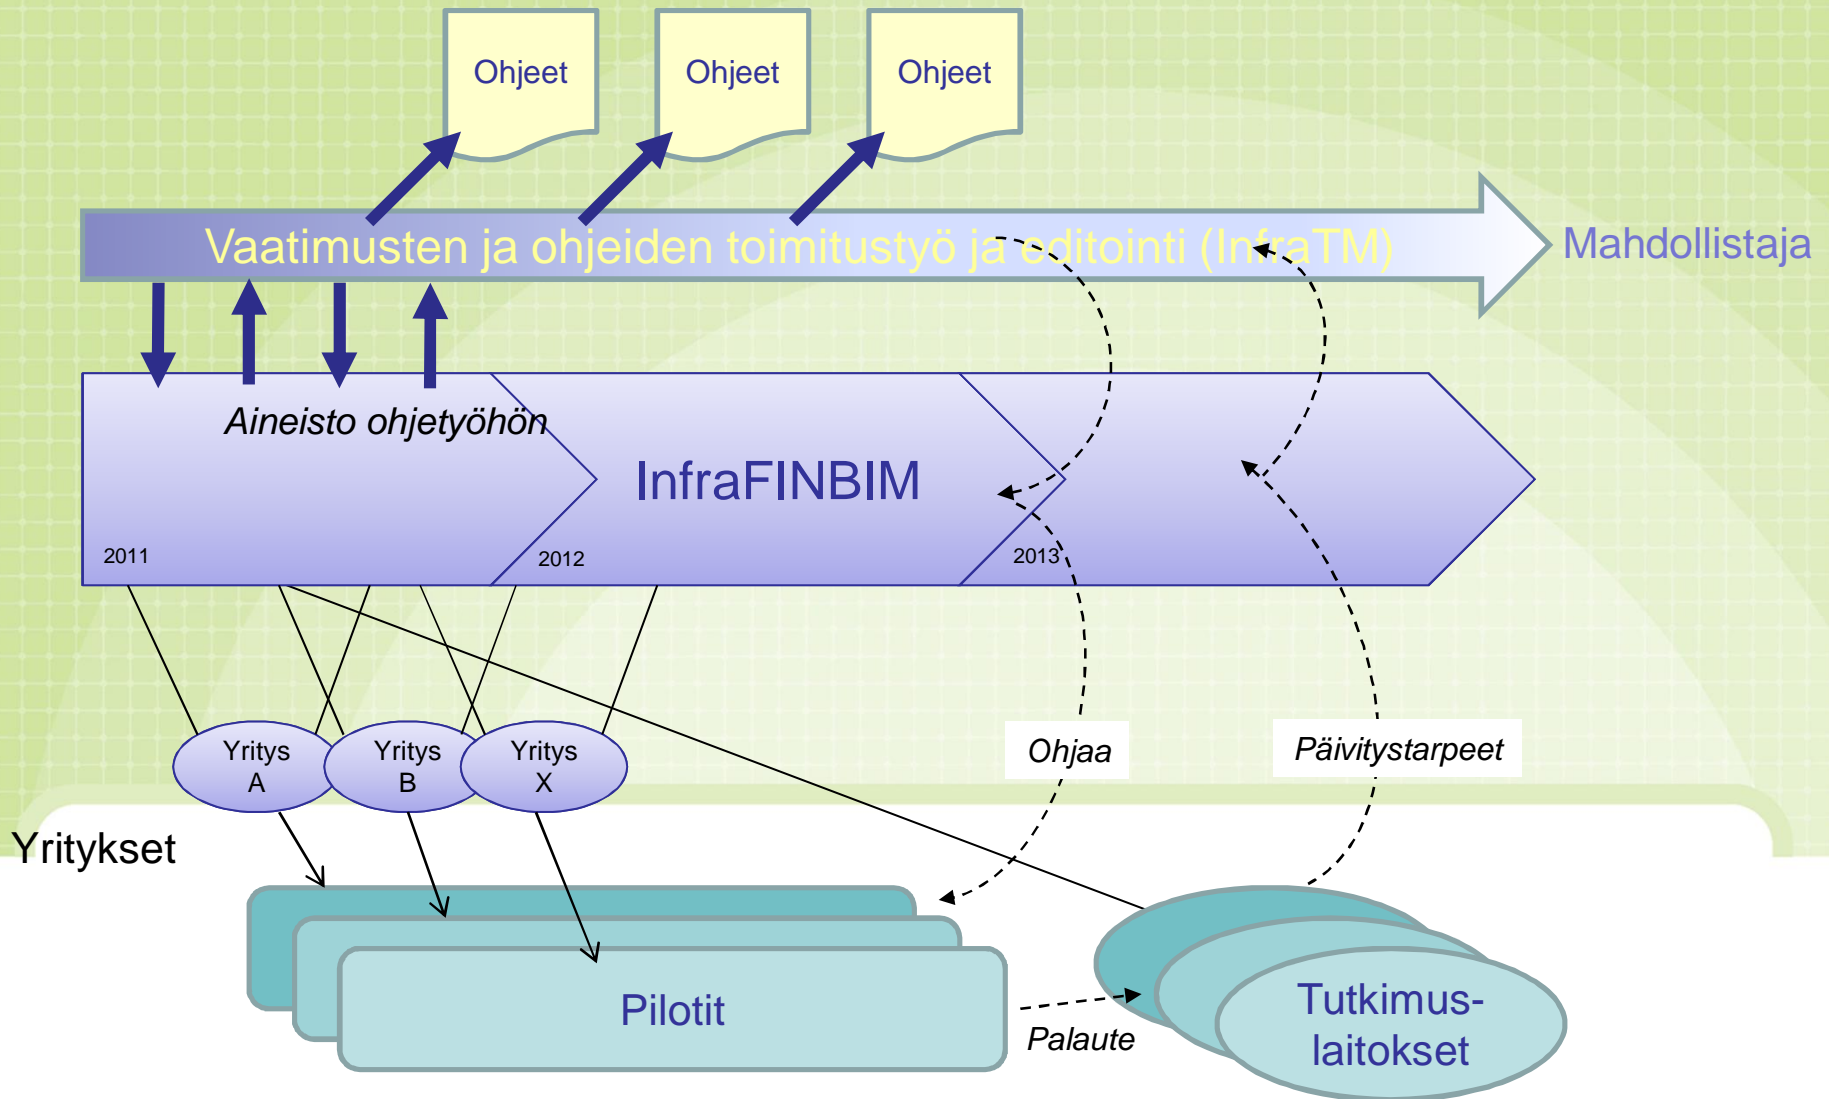 Ohjeet
Ohjeet
Ohjeet
Vaatimusten ja ohjeiden toimitustyö ja editointi (InfraTM)
Mahdollistaja
Aineisto ohjetyöhön
InfraFINBIM
2011
2012
2013
Yritys
A
Yritys
B
Yritys
X
Ohjaa
Päivitystarpeet
Yritykset
Pilotit
Palaute
Tutkimus-
laitokset